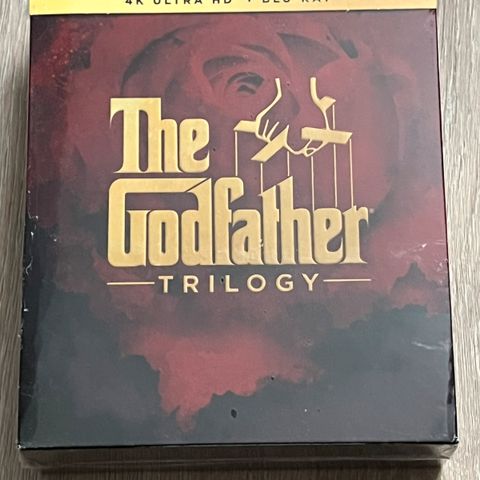 4K ULTRA HD + BLU-RAY
The
Godfather®
TRILOGY